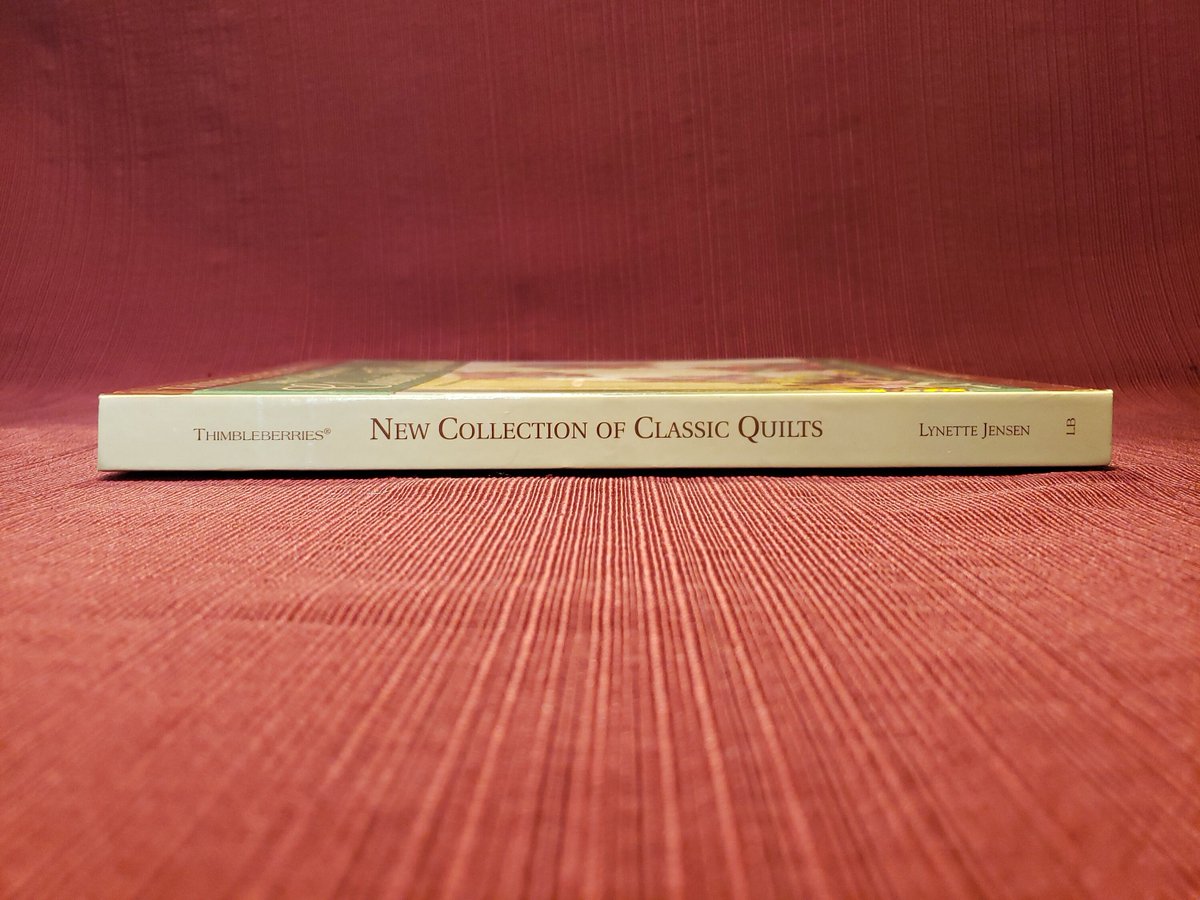 THIMBLEBERRIES® NEW COLLECTION OF CLASSIC QUILTS LYNETTE JENSEN LB